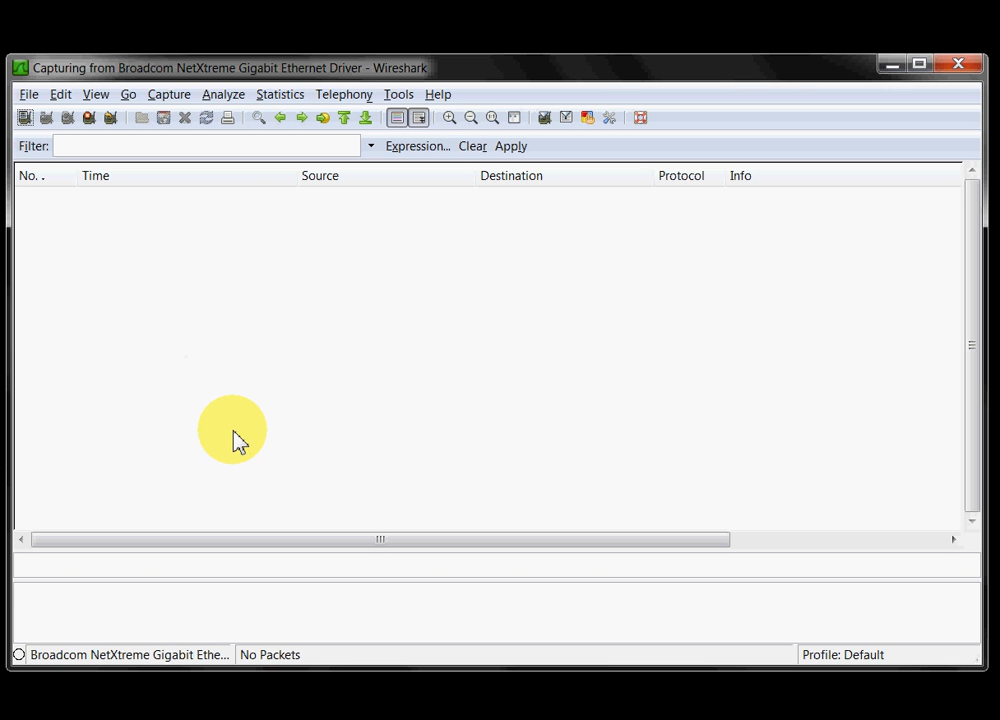 Capturing from Broadcom NetXtreme Gigabit Ethernet Driver - Wireshark
File Edit View Go Capture Analyze Statistics Telephony Tools Help
Filter: Expression... Clear Apply
No. . Time Source Destination Protocol Info
Broadcom NetXtreme Gigabit Ethe... No Packets Profile: Default